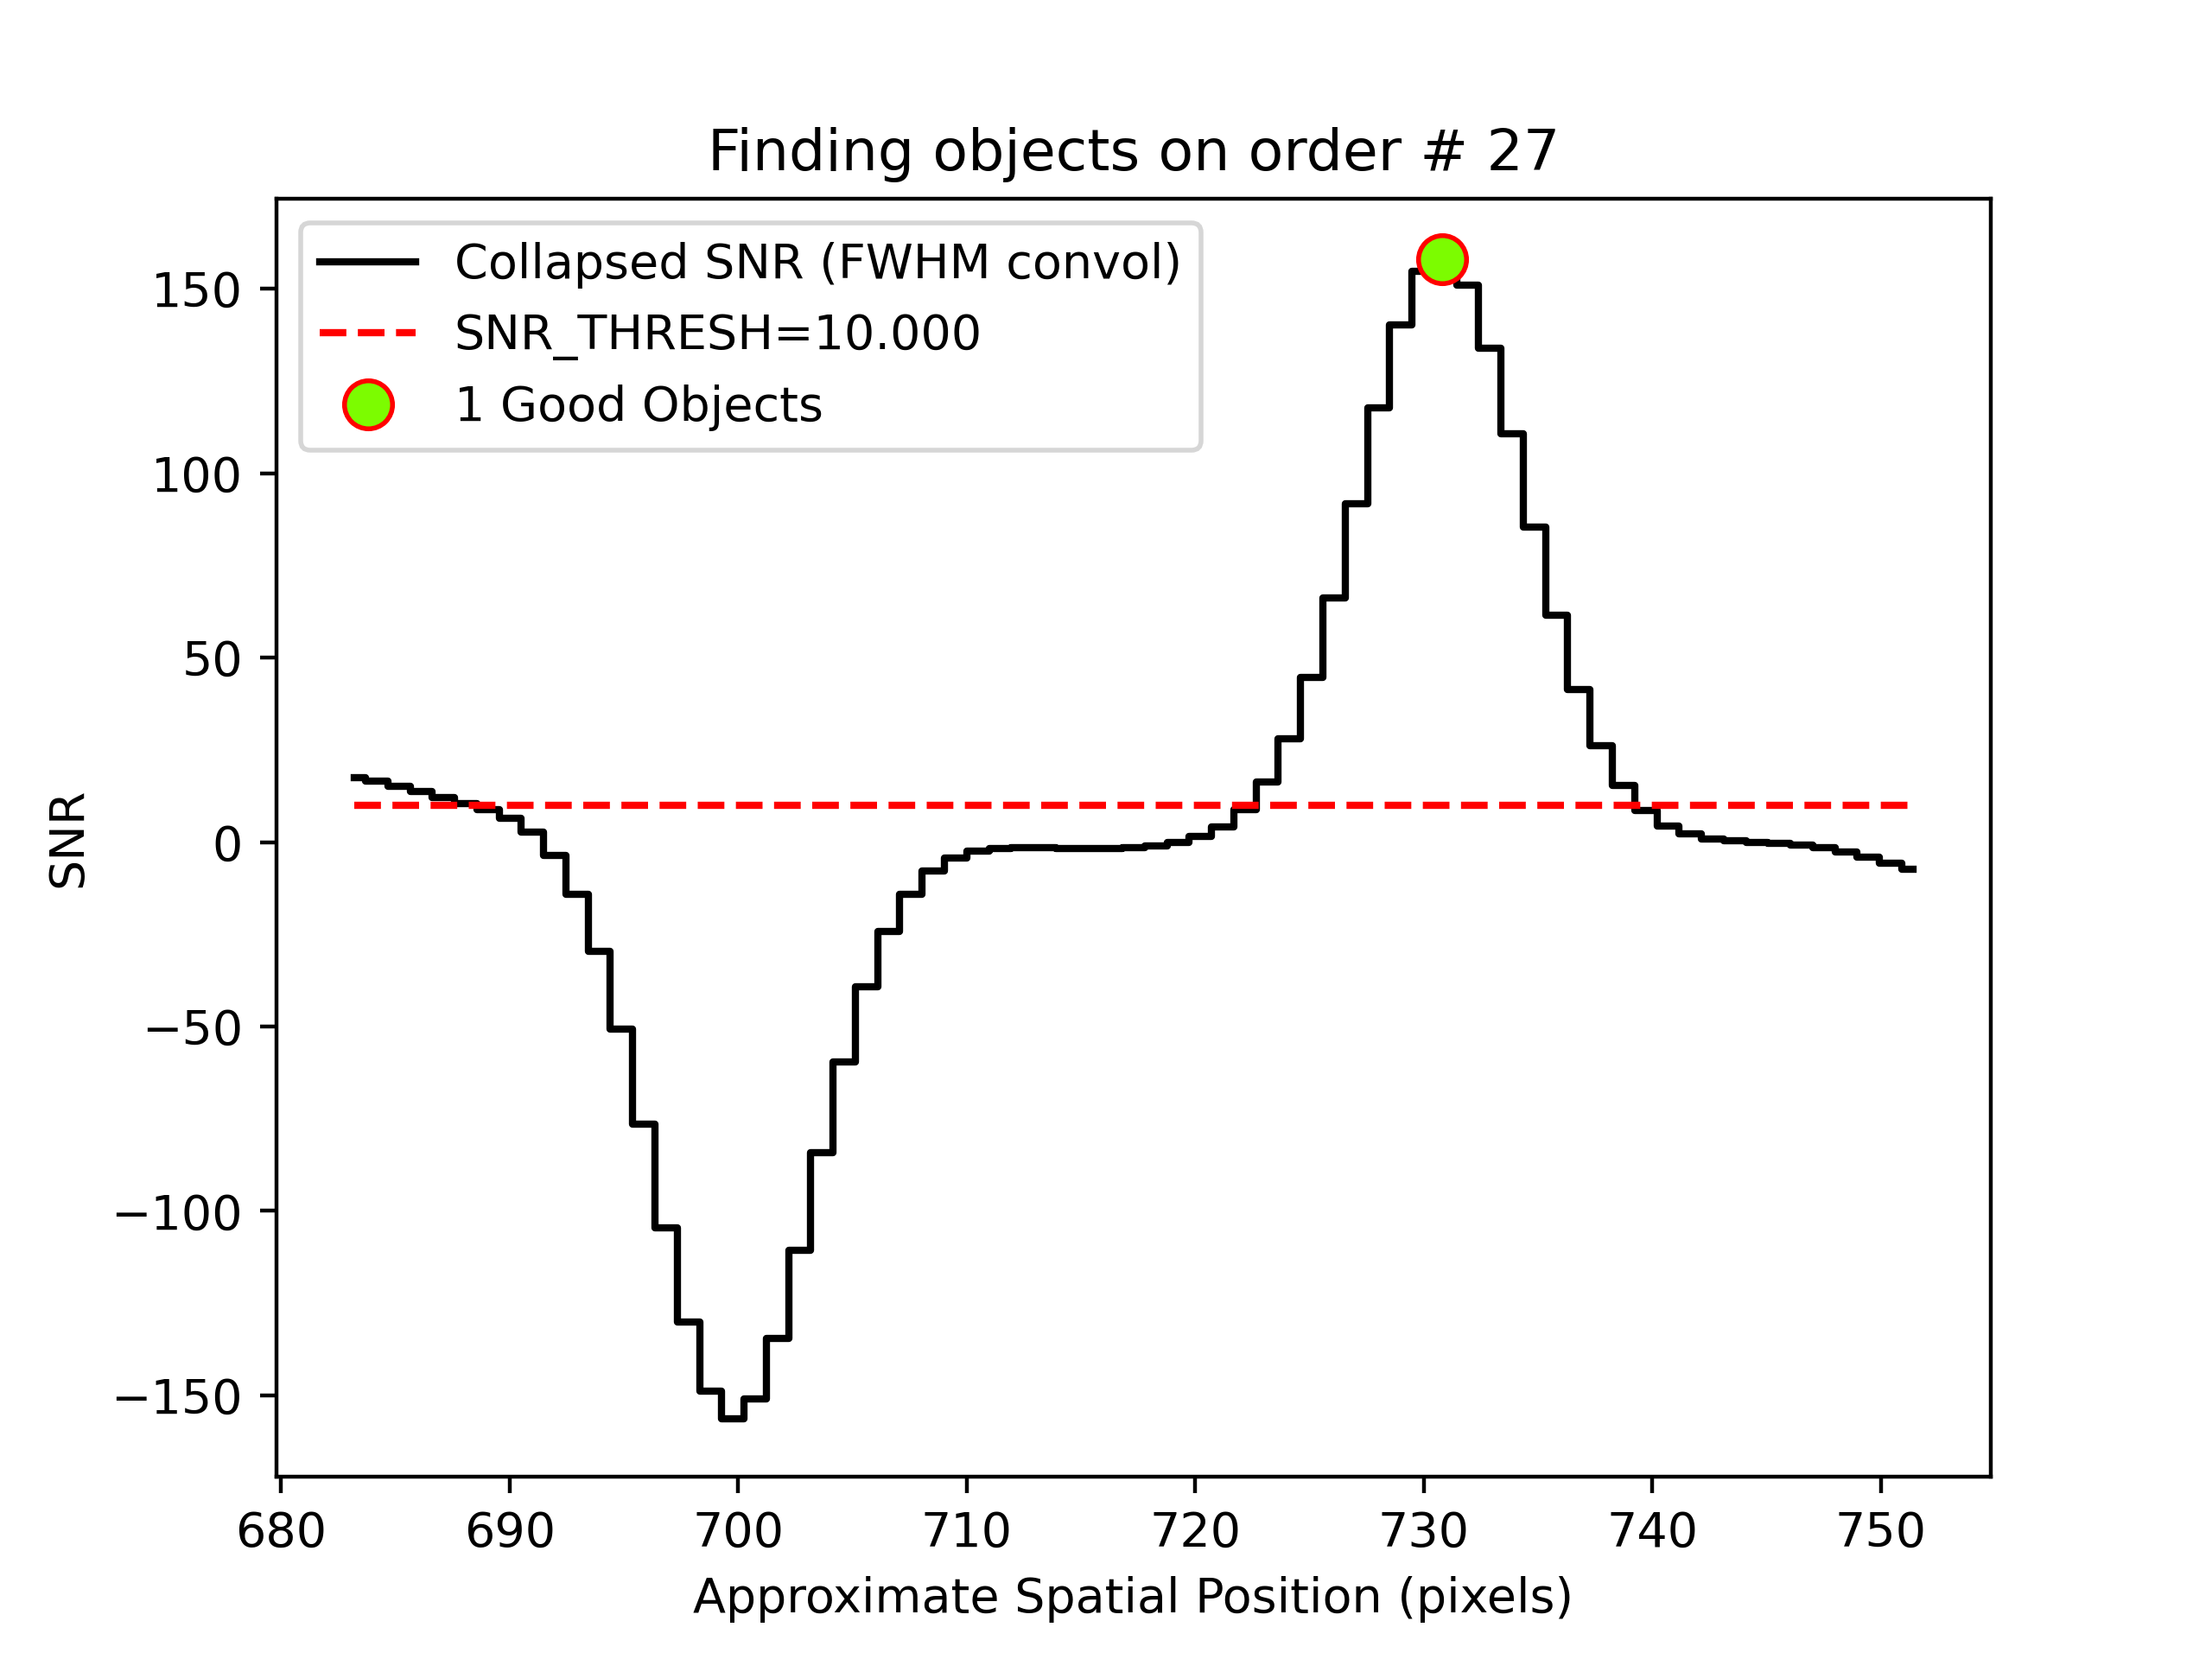 Finding objects on order # 27
Collapsed SNR (FWHM convol)
SNR_THRESH=10.000
1 Good Objects
150
100
50
0
−50
−100
−150
SNR
680 690 700 710 720 730 740 750
Approximate Spatial Position (pixels)